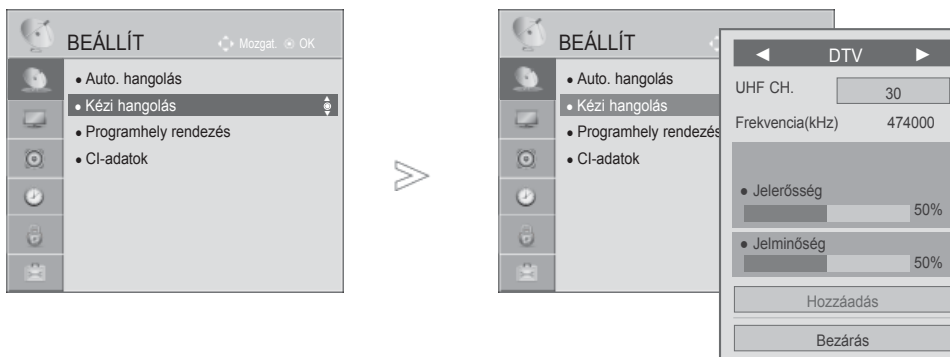 BEÁLLÍT
Mozgat. OK
● Auto. hangolás
● Kézi hangolás
● Programhely rendezés
● CI-adatok
BEÁLLÍT
● Auto. hangolás
● Kézi hangolás
● Programhely rendezés
● CI-adatok
◄ DTV ►
UHF CH. 30
Frekvencia(kHz) 474000
● Jelerősség
50%
● Jelminőség
50%
Hozzáadás
Bezárás